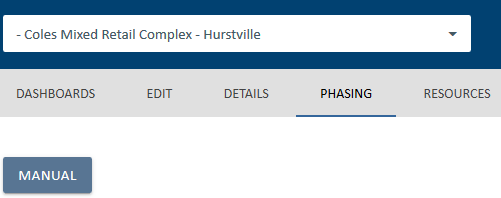 - Coles Mixed Retail Complex - Hurstville
DASHBOARDS EDIT DETAILS PHASING RESOURCES
MANUAL